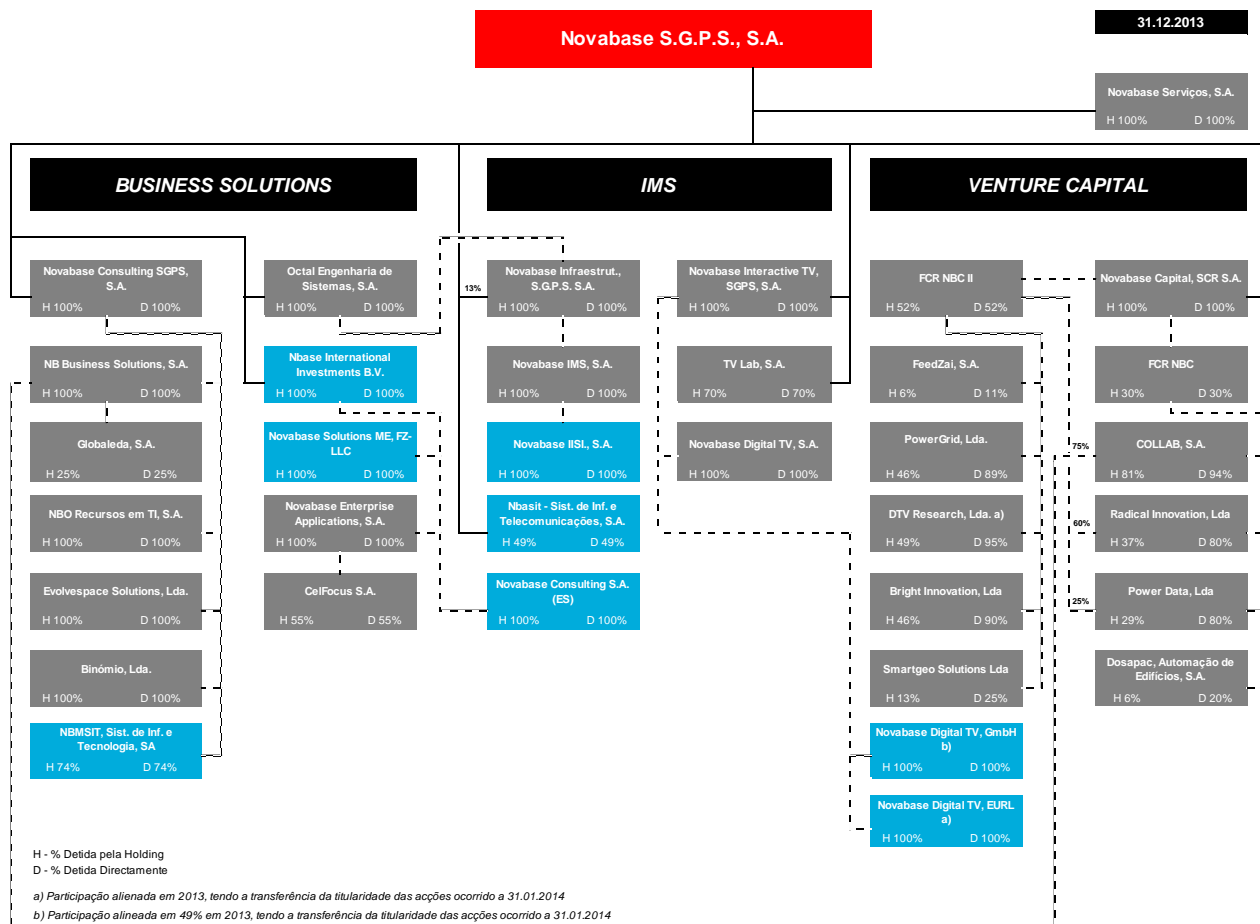 Novabase S.G.P.S., S.A.
31.12.2013
Novabase Serviços, S.A.
H 100% D 100%
BUSINESS SOLUTIONS
IMS
VENTURE CAPITAL
Novabase Consulting SGPS,
S.A.
H 100% D 100%
NB Business Solutions, S.A.
H 100% D 100%
Globaleda, S.A.
H 25% D 25%
NBO Recursos em TI, S.A.
H 100% D 100%
Evolvespace Solutions, Lda.
H 100% D 100%
Binómio, Lda.
H 100% D 100%
NBMSIT, Sist. de Inf. e
Tecnologia, SA
H 74% D 74%
Octal Engenharia de
Sistemas, S.A.
H 100% D 100%
Nbase International
Investments B.V.
H 100% D 100%
Novabase Solutions ME, FZ-
LLC
H 100% D 100%
Novabase Enterprise
Applications, S.A.
H 100% D 100%
CelFocus S.A.
H 55% D 55%
13%
Novabase Infraestrut.,
S.G.P.S. S.A.
H 100% D 100%
Novabase IMS, S.A.
H 100% D 100%
Novabase IISI., S.A.
H 100% D 100%
Nbasit - Sist. de Inf. e
Telecomunicações, S.A.
H 49% D 49%
Novabase Consulting S.A.
(ES)
H 100% D 100%
Novabase Interactive TV,
SGPS, S.A.
H 100% D 100%
TV Lab, S.A.
H 70% D 70%
Novabase Digital TV, S.A.
H 100% D 100%
FCR NBC II
H 52% D 52%
FeedZai, S.A.
H 6% D 11%
PowerGrid, Lda.
H 46% D 89%
DTV Research, Lda. a)
H 49% D 95%
Bright Innovation, Lda
H 46% D 90%
Smartgeo Solutions Lda
H 13% D 25%
Novabase Digital TV, GmbH
b)
H 100% D 100%
Novabase Digital TV, EURL
a)
H 100% D 100%
Novabase Capital, SCR S.A.
H 100% D 100%
FCR NBC
H 30% D 30%
75%
COLLAB, S.A.
H 81% D 94%
60%
Radical Innovation, Lda
H 37% D 80%
25%
Power Data, Lda
H 29% D 80%
Dosapac, Automação de
Edifícios, S.A.
H 6% D 20%
H - % Detida pela Holding
D - % Detida Directamente
a) Participação alienada em 2013, tendo a transferência da titularidade das acções ocorrido a 31.01.2014
b) Participação alineada em 49% em 2013, tendo a transferência da titularidade das acções ocorrido a 31.01.2014